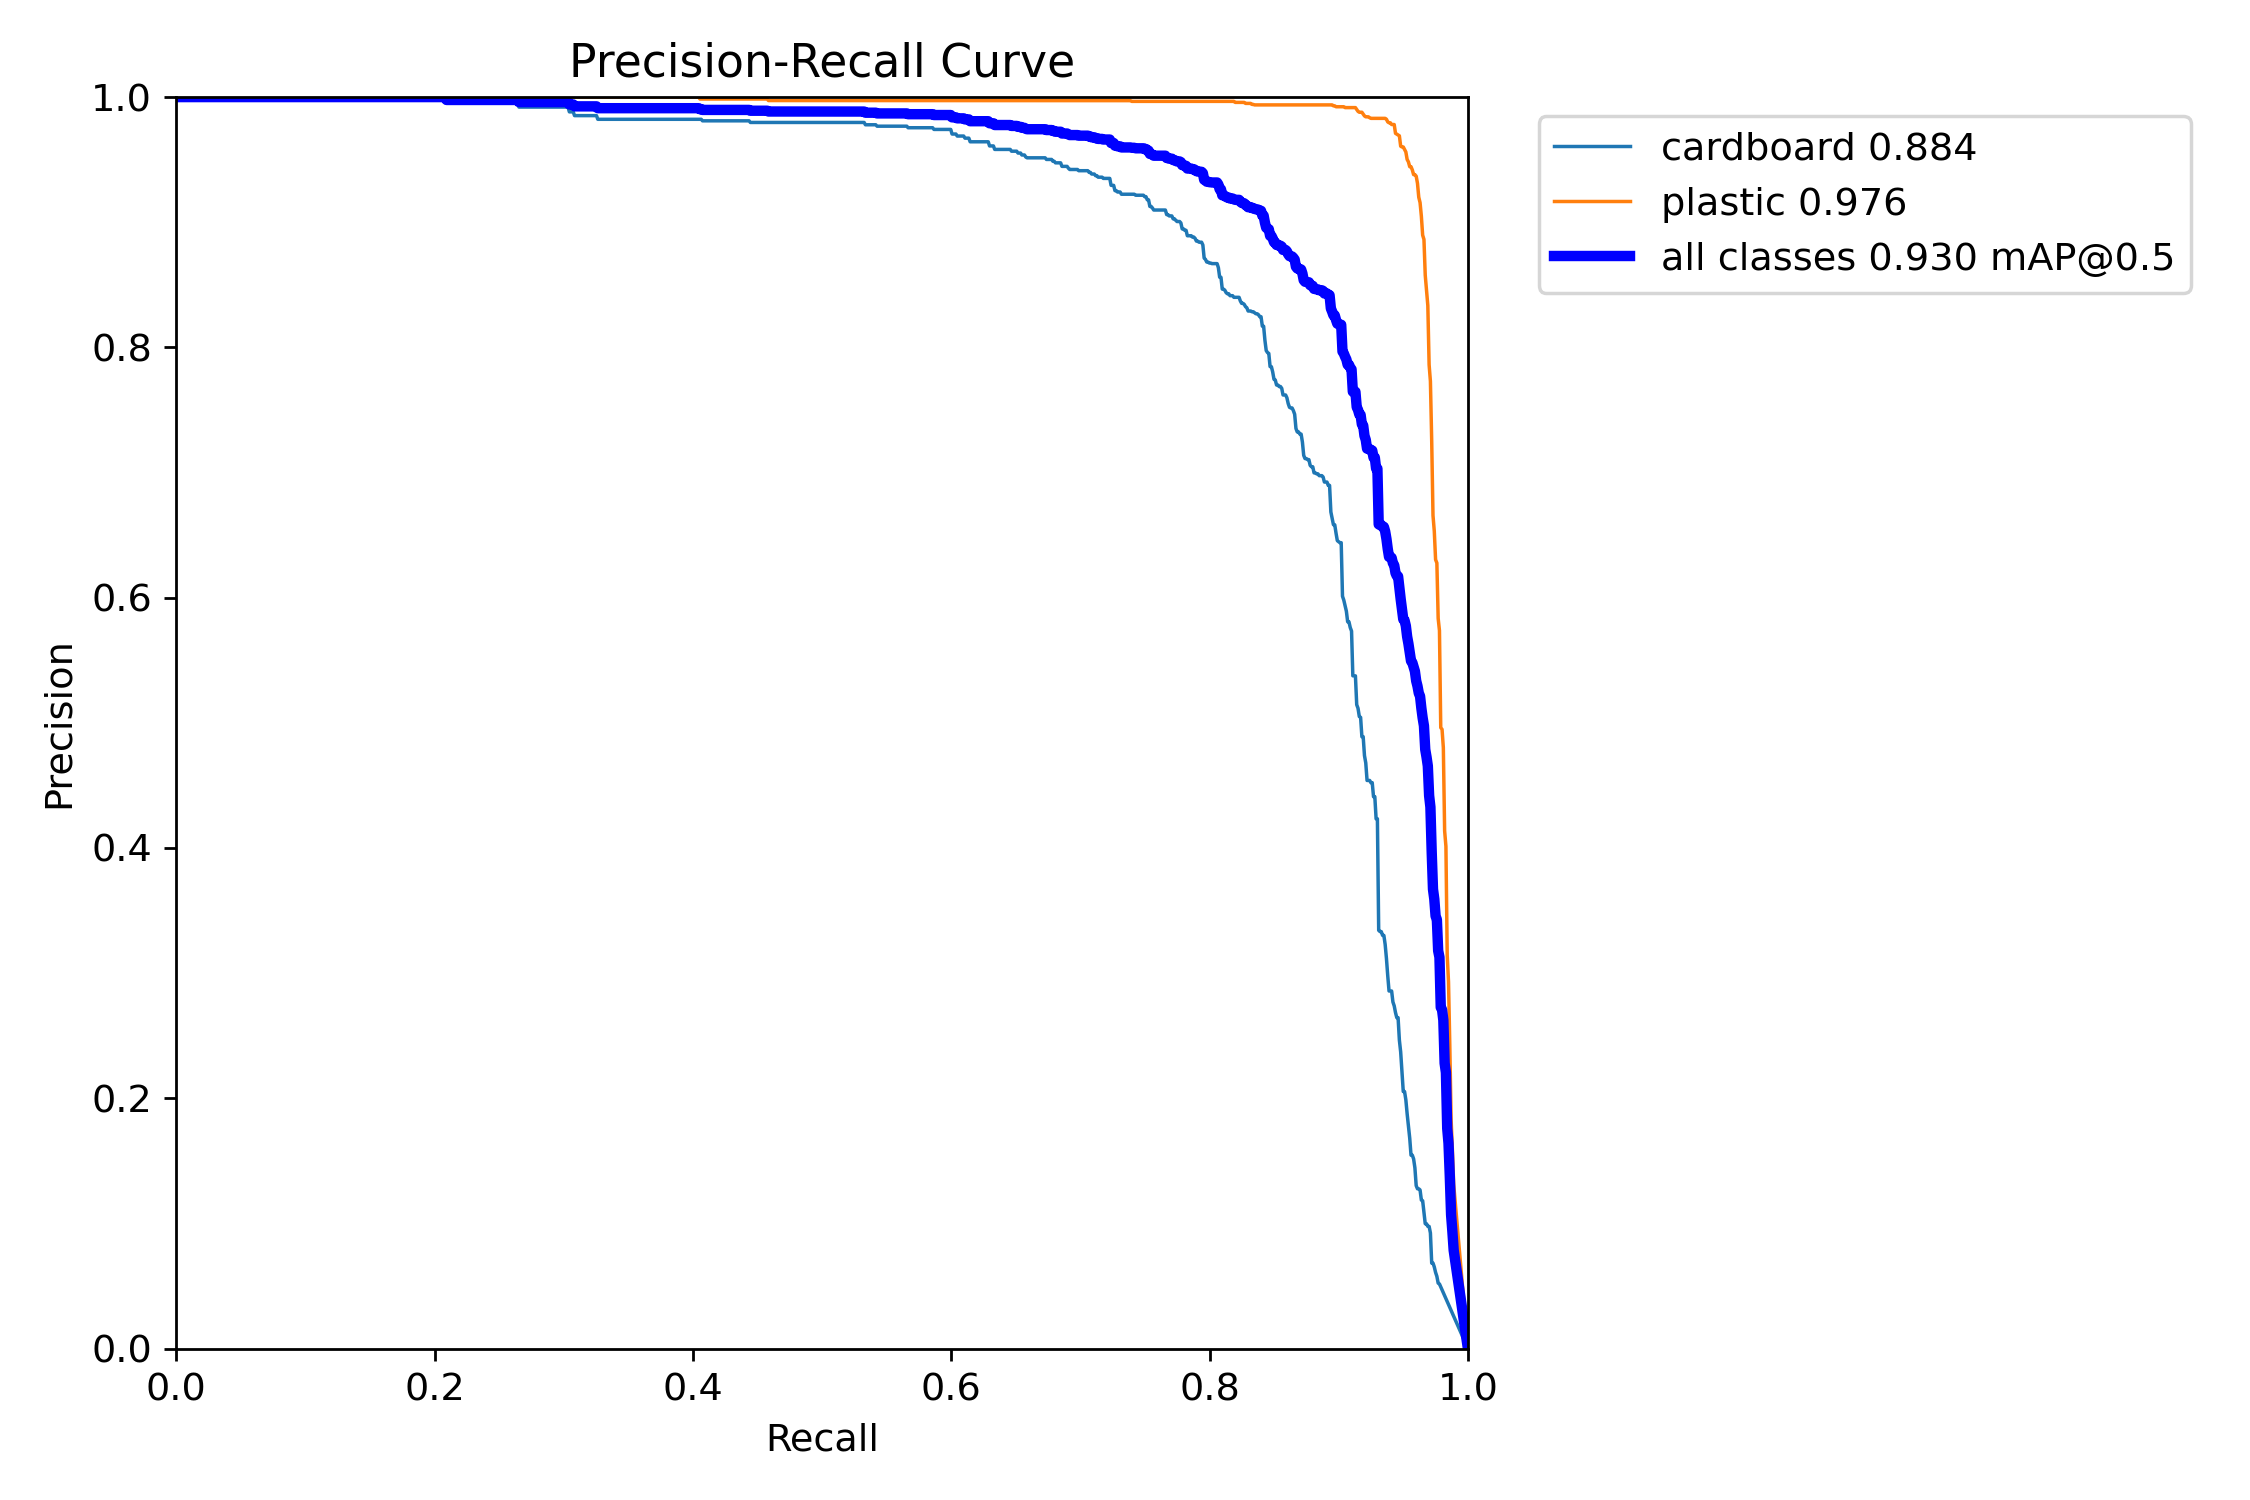 Precision-Recall Curve
1.0
0.8
0.6
0.4
0.2
0.0
Precision
0.0 0.2 0.4 0.6 0.8 1.0
Recall
cardboard 0.884
plastic 0.976
all classes 0.930 mAP@0.5